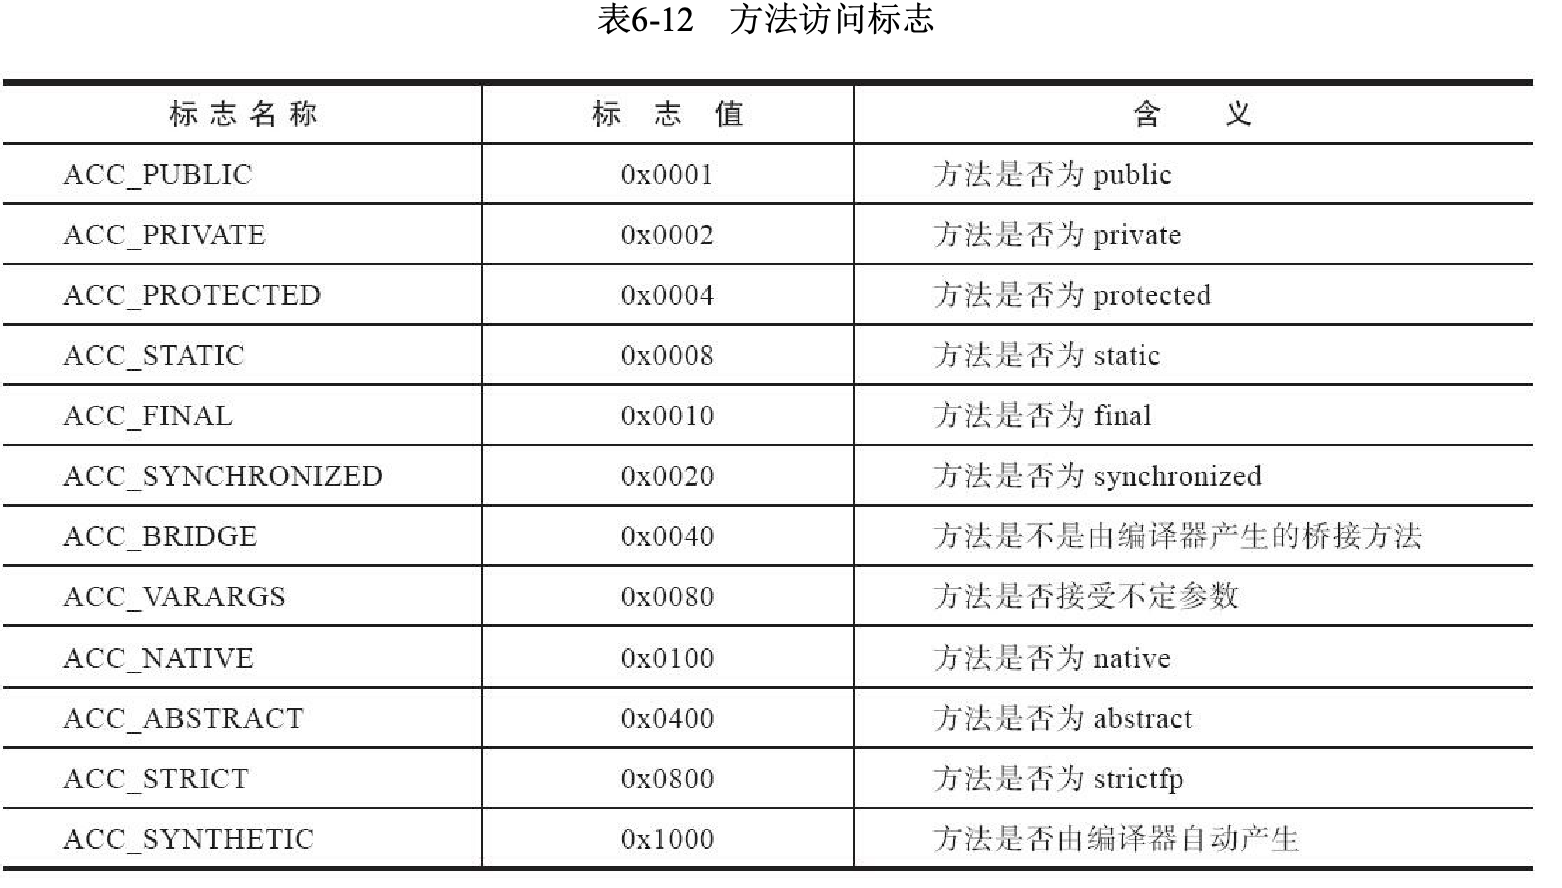 表6-12 方法访问标志
标志名称 标志值 含义
ACC_PUBLIC 0x0001 方法是否为 public
ACC_PRIVATE 0x0002 方法是否为 private
ACC_PROTECTED 0x0004 方法是否为 protected
ACC_STATIC 0x0008 方法是否为 static
ACC_FINAL 0x0010 方法是否为 final
ACC_SYNCHRONIZED 0x0020 方法是否为 synchronized
ACC_BRIDGE 0x0040 方法是不是由编译器产生的桥接方法
ACC_VARARGS 0x0080 方法是否接受不定参数
ACC_NATIVE 0x0100 方法是否为 native
ACC_ABSTRACT 0x0400 方法是否为 abstract
ACC_STRICT 0x0800 方法是否为 strictfp
ACC_SYNTHETIC 0x1000 方法是否由编译器自动产生